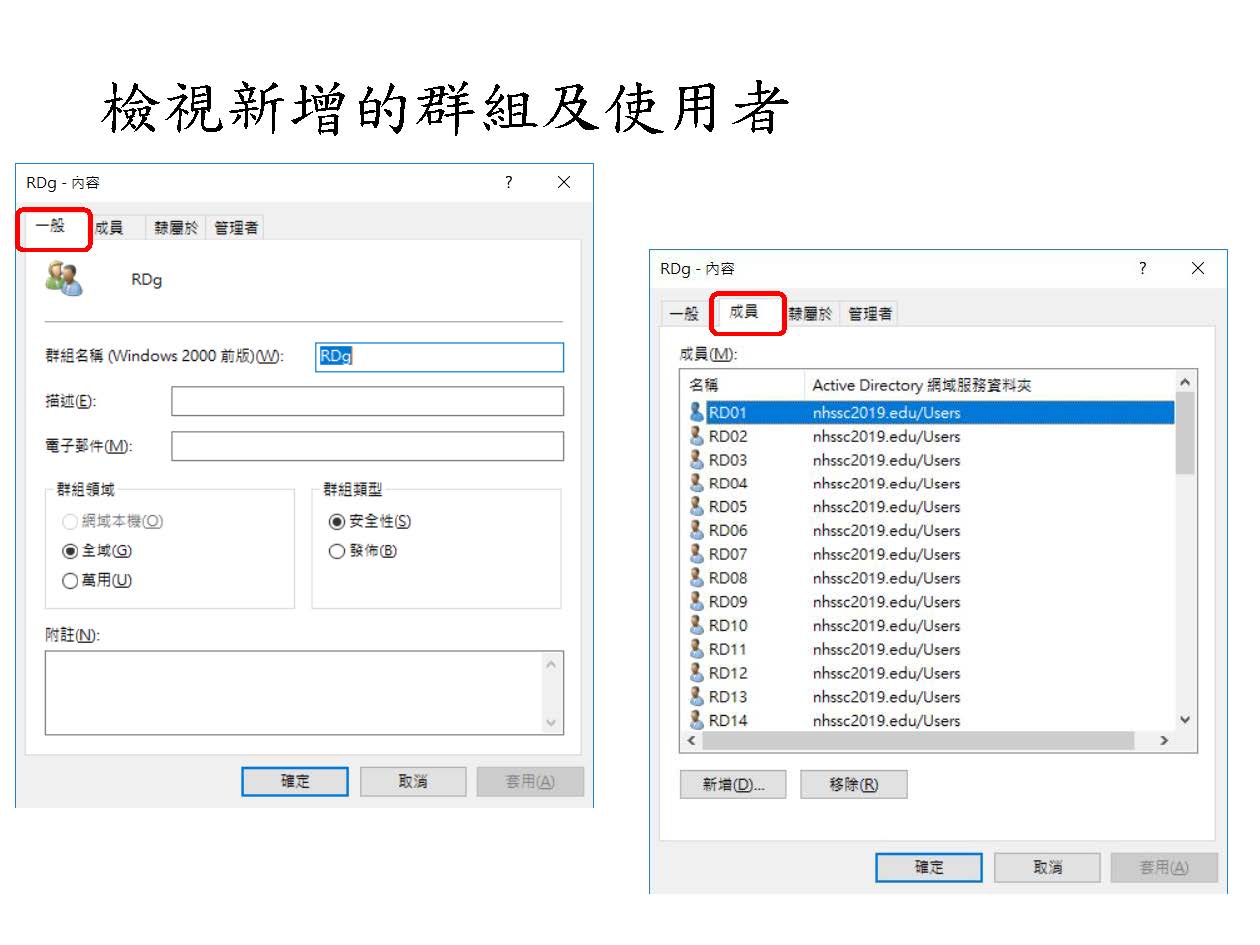 檢視新增的群組及使用者
RDg - 內容
?
一般 成員 隸屬於 管理者
RDg
群組名稱 (Windows 2000 前版)(W): RDg
描述(E):
電子郵件(M):
群組領域 群組類型
網域本機(O) 安全性(S)
全域(G) 發佈(B)
萬用(U)
附註(N):
確定 取消 套用(A)
RDg - 內容
?
一般 成員 隸屬於 管理者
成員(M):
名稱 Active Directory 網域服務資料夾
RD01 nhssc2019.edu/Users
RD02 nhssc2019.edu/Users
RD03 nhssc2019.edu/Users
RD04 nhssc2019.edu/Users
RD05 nhssc2019.edu/Users
RD06 nhssc2019.edu/Users
RD07 nhssc2019.edu/Users
RD08 nhssc2019.edu/Users
RD09 nhssc2019.edu/Users
RD10 nhssc2019.edu/Users
RD11 nhssc2019.edu/Users
RD12 nhssc2019.edu/Users
RD13 nhssc2019.edu/Users
RD14 nhssc2019.edu/Users
新增(D)... 移除(R)
確定 取消 套用(A)